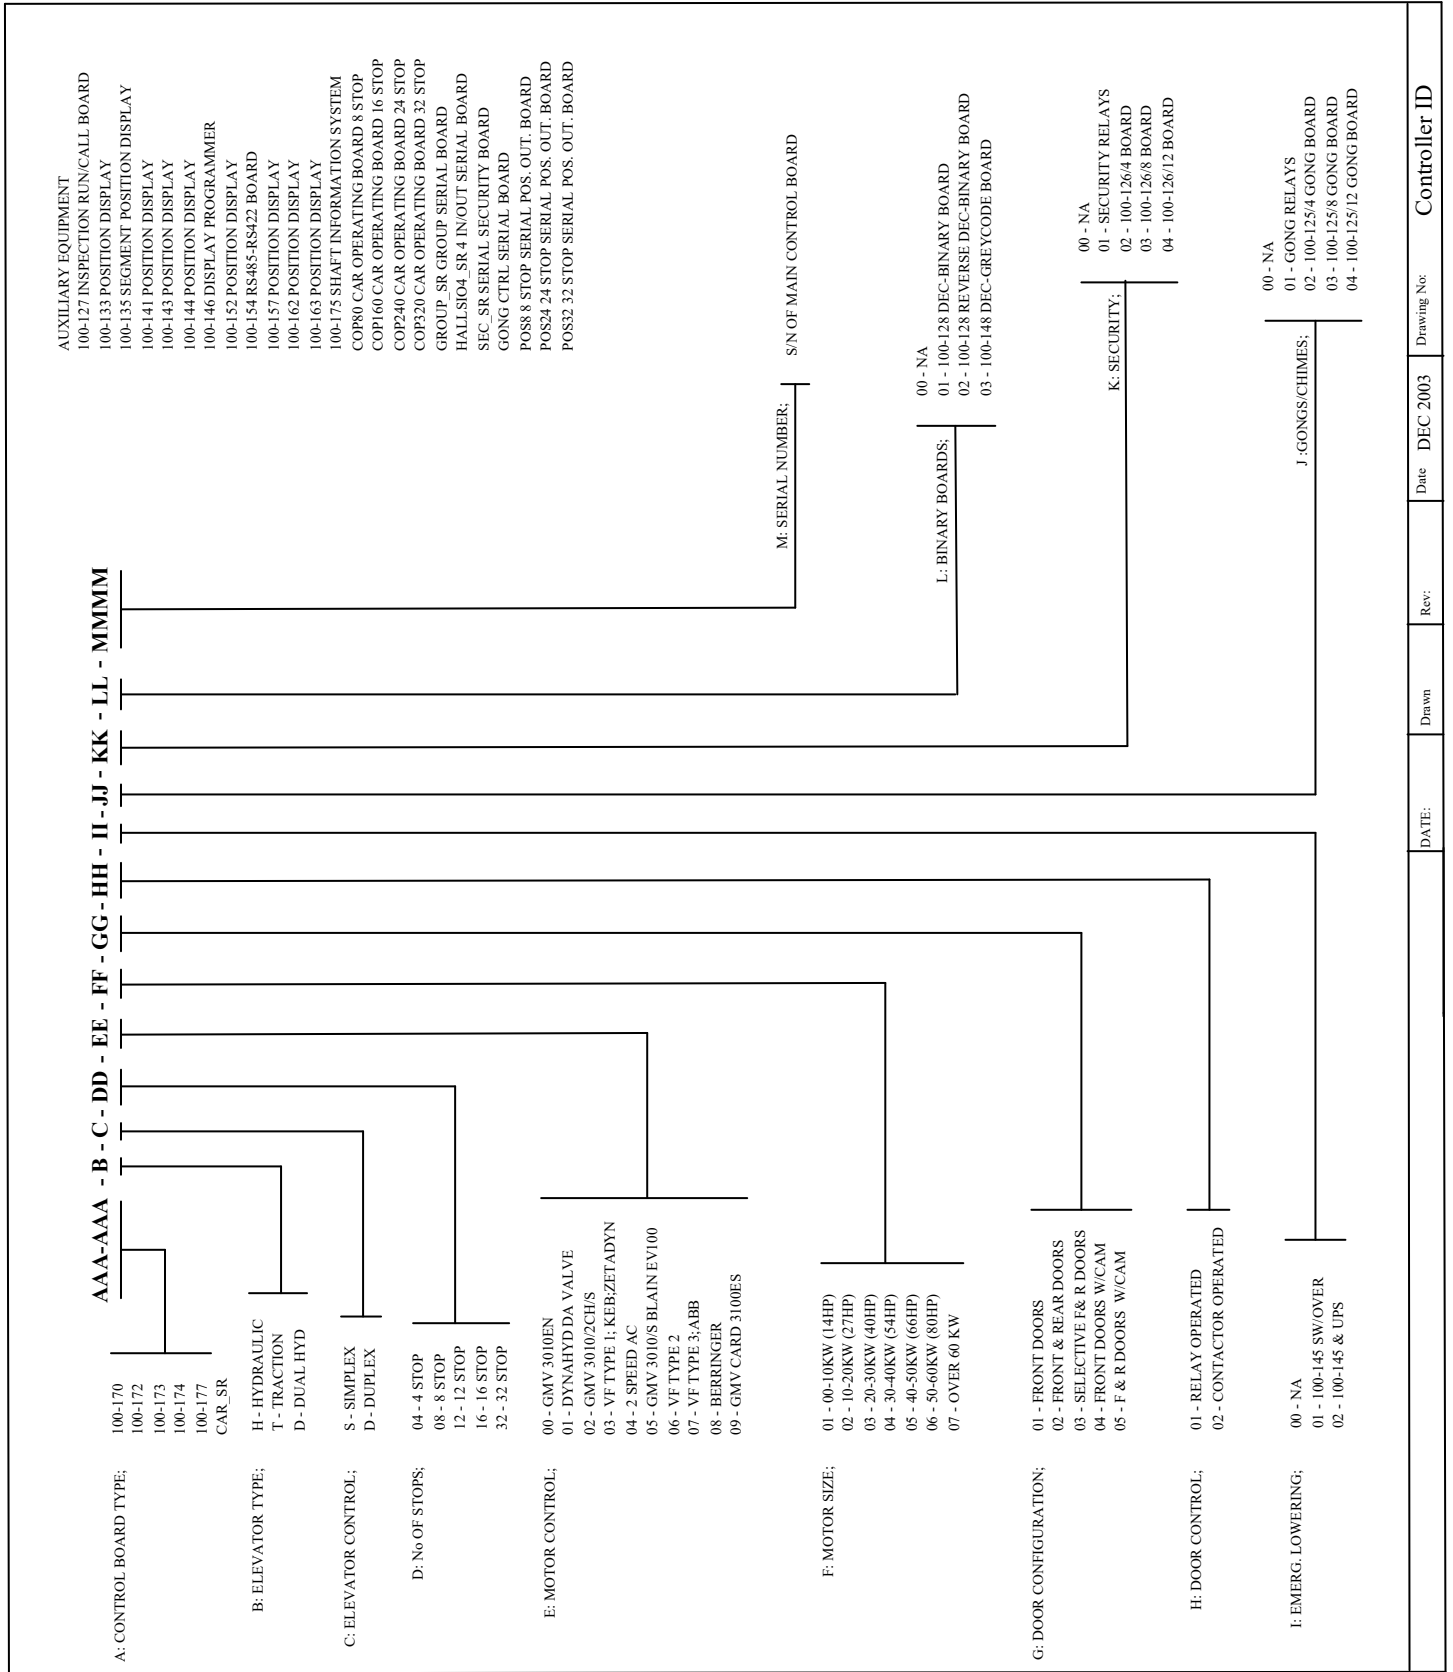 AAA-AAA - B - C - DD - EE - FF - GG - HH - II - JJ - KK - LL - MMMM
A: CONTROL BOARD TYPE;
100-170
100-172
100-173
100-174
100-177
CAR_SR
B: ELEVATOR TYPE;
H - HYDRAULIC
T - TRACTION
D - DUAL HYD
C: ELEVATOR CONTROL;
S - SIMPLEX
D - DUPLEX
D: No OF STOPS;
04 - 4 STOP
08 - 8 STOP
12 - 12 STOP
16 - 16 STOP
32 - 32 STOP
E: MOTOR CONTROL;
00 - GMV 3010EN
01 - DYNAHYD DA VALVE
02 - GMV 3010/2CH/S
03 - VF TYPE 1; KEB;ZETADYN
04 - 2 SPEED AC
05 - GMV 3010/S BLAIN EV100
06 - VF TYPE 2
07 - VF TYPE 3;ABB
08 - BERRINGER
09 - GMV CARD 3100ES
F: MOTOR SIZE;
01 - 00-10KW (14HP)
02 - 10-20KW (27HP)
03 - 20-30KW (40HP)
04 - 30-40KW (54HP)
05 - 40-50KW (66HP)
06 - 50-60KW (80HP)
07 - OVER 60 KW
G: DOOR CONFIGURATION;
01 - FRONT DOORS
02 - FRONT & REAR DOORS
03 - SELECTIVE F& R DOORS
04 - FRONT DOORS W/CAM
05 - F & R DOORS W/CAM
H: DOOR CONTROL;
01 - RELAY OPERATED
02 - CONTACTOR OPERATED
I: EMERG. LOWERING;
00 - NA
01 - 100-145 SW/OVER
02 - 100-145 & UPS
AUXILIARY EQUIPMENT
100-127 INSPECTION RUN/CALL BOARD
100-133 POSITION DISPLAY
100-135 SEGMENT POSITION DISPLAY
100-141 POSITION DISPLAY
100-143 POSITION DISPLAY
100-144 POSITION DISPLAY
100-146 DISPLAY PROGRAMMER
100-152 POSITION DISPLAY
100-154 RS485-RS422 BOARD
100-157 POSITION DISPLAY
100-162 POSITION DISPLAY
100-163 POSITION DISPLAY
100-175 SHAFT INFORMATION SYSTEM
COP80 CAR OPERATING BOARD 8 STOP
COP160 CAR OPERATING BOARD 16 STOP
COP240 CAR OPERATING BOARD 24 STOP
COP320 CAR OPERATING BOARD 32 STOP
GROUP_SR GROUP SERIAL BOARD
HALLSIO4_SR 4 IN/OUT SERIAL BOARD
SEC_SR SERIAL SECURITY BOARD
GONG CTRL SERIAL BOARD
POS8 8 STOP SERIAL POS. OUT. BOARD
POS24 24 STOP SERIAL POS. OUT. BOARD
POS32 32 STOP SERIAL POS. OUT. BOARD
M: SERIAL NUMBER;
S/N OF MAIN CONTROL BOARD
L: BINARY BOARDS;
00 - NA
01 - 100-128 DEC-BINARY BOARD
02 - 100-128 REVERSE DEC-BINARY BOARD
03 - 100-148 DEC-GREYCODE BOARD
K: SECURITY;
00 - NA
01 - SECURITY RELAYS
02 - 100-126/4 BOARD
03 - 100-126/8 BOARD
04 - 100-126/12 BOARD
J :GONGS/CHIMES;
00 - NA
01 - GONG RELAYS
02 - 100-125/4 GONG BOARD
03 - 100-125/8 GONG BOARD
04 - 100-125/12 GONG BOARD
DATE:
Drawn
Rev:
Date DEC 2003
Drawing No: Controller ID